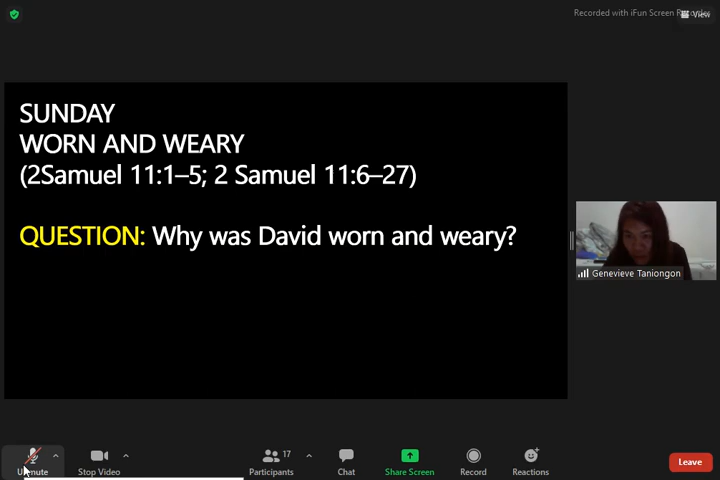 Recorded with iFun Screen
View
SUNDAY
WORN AND WEARY
(2Samuel 11:1–5; 2 Samuel 11:6–27)
QUESTION: Why was David worn and weary?
Genevieve Taniongon
17
Unmute
Stop Video
Participants
Chat
Share Screen
Record
Reactions
Leave